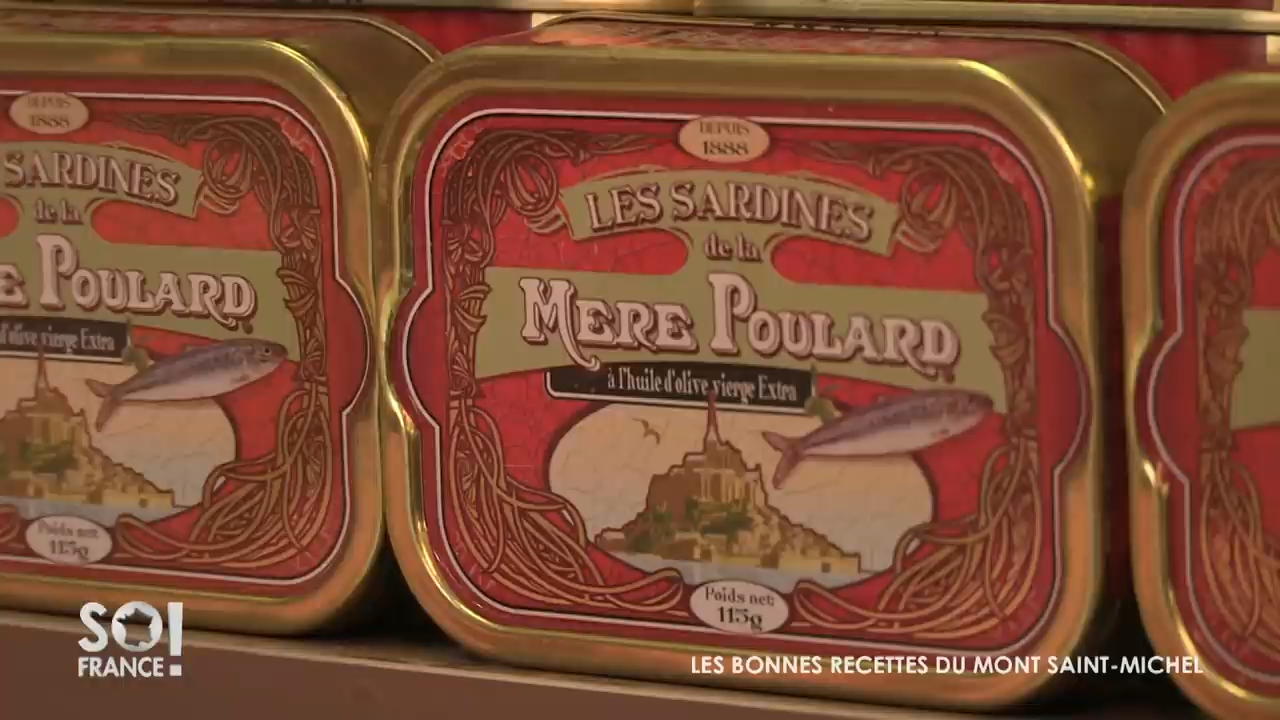 DEPUIS
1888
SARDINES
de la
E POULARD
d'olive vierge Extra
Poids net:
115g
DEPUIS
1888
LES SARDINES
de la
MERE POULARD
à l'huile d'olive vierge Extra
Poids net:
115g
SO!
FRANCE
LES BONNES RECETTES DU MONT SAINT-MICHEL